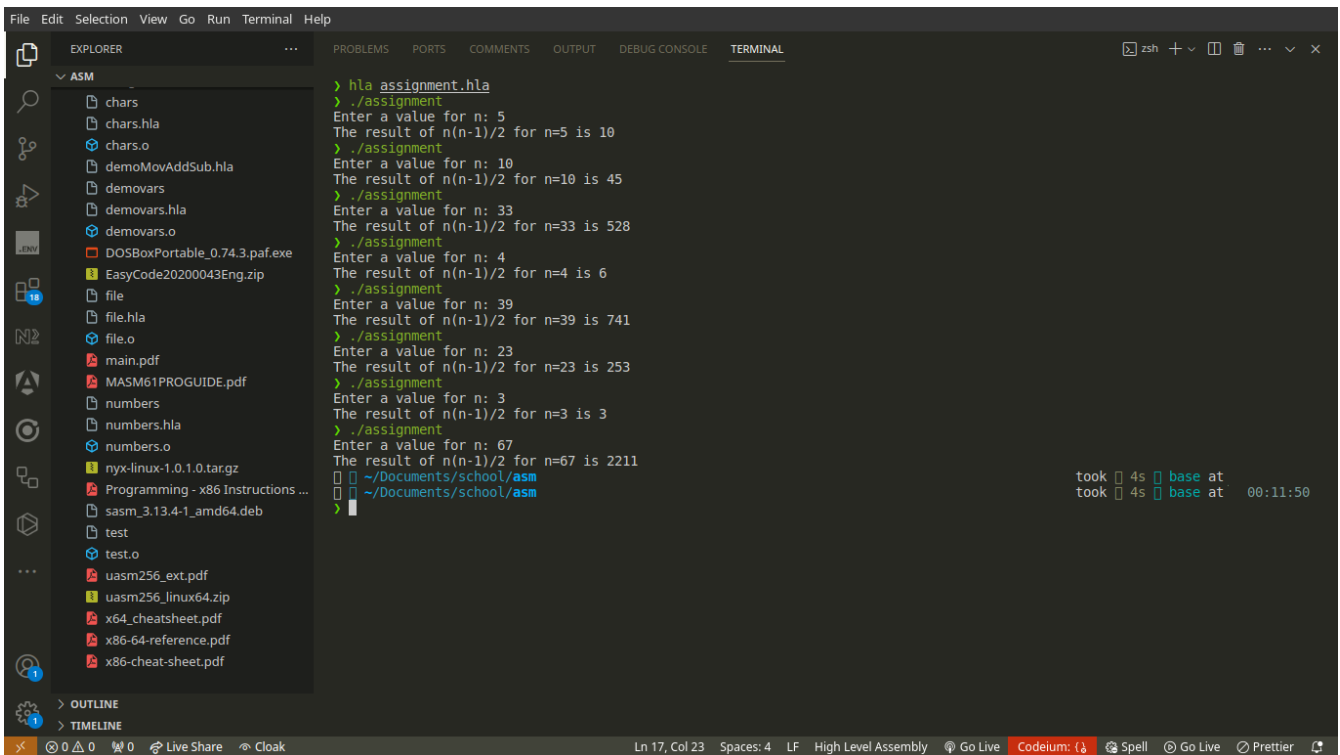 File Edit Selection View Go Run Terminal Help
EXPLORER
PROBLEMS PORTS COMMENTS OUTPUT DEBUG CONSOLE TERMINAL
zsh
ASM
chars
chars.hla
chars.o
demoMovAddSub.hla
demovars
demovars.hla
demovars.o
DOSBoxPortable_0.74.3.paf.exe
EasyCode20200043Eng.zip
file
file.hla
file.o
main.pdf
MASM61PROGUIDE.pdf
numbers
numbers.hla
numbers.o
nyx-linux-1.0.1.0.tar.gz
Programming - x86 Instructions ...
sasm_3.13.4-1_amd64.deb
test
test.o
uasm256_ext.pdf
uasm256_linux64.zip
x64_cheatsheet.pdf
x86-64-reference.pdf
x86-cheat-sheet.pdf
OUTLINE
TIMELINE
.ENV
18
1
1
❯ hla assignment.hla
❯ ./assignment
Enter a value for n: 5
The result of n(n-1)/2 for n=5 is 10
❯ ./assignment
Enter a value for n: 10
The result of n(n-1)/2 for n=10 is 45
❯ ./assignment
Enter a value for n: 33
The result of n(n-1)/2 for n=33 is 528
❯ ./assignment
Enter a value for n: 4
The result of n(n-1)/2 for n=4 is 6
❯ ./assignment
Enter a value for n: 39
The result of n(n-1)/2 for n=39 is 741
❯ ./assignment
Enter a value for n: 23
The result of n(n-1)/2 for n=23 is 253
❯ ./assignment
Enter a value for n: 3
The result of n(n-1)/2 for n=3 is 3
❯ ./assignment
Enter a value for n: 67
The result of n(n-1)/2 for n=67 is 2211
~/Documents/school/asm took 4s base at
~/Documents/school/asm took 4s base at 00:11:50
❯
0 0 0 Live Share Cloak Ln 17, Col 23 Spaces: 4 LF High Level Assembly Go Live Codeium: {} Spell Go Live Prettier